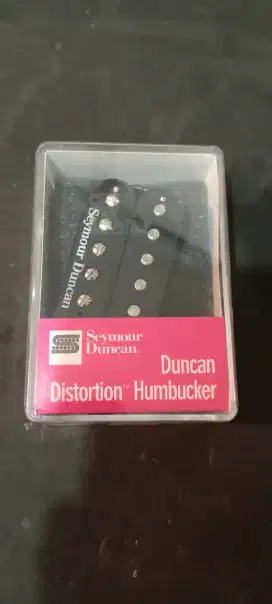 Seymour Duncan
Seymour
Duncan.
Duncan
Distortion™ Humbucker